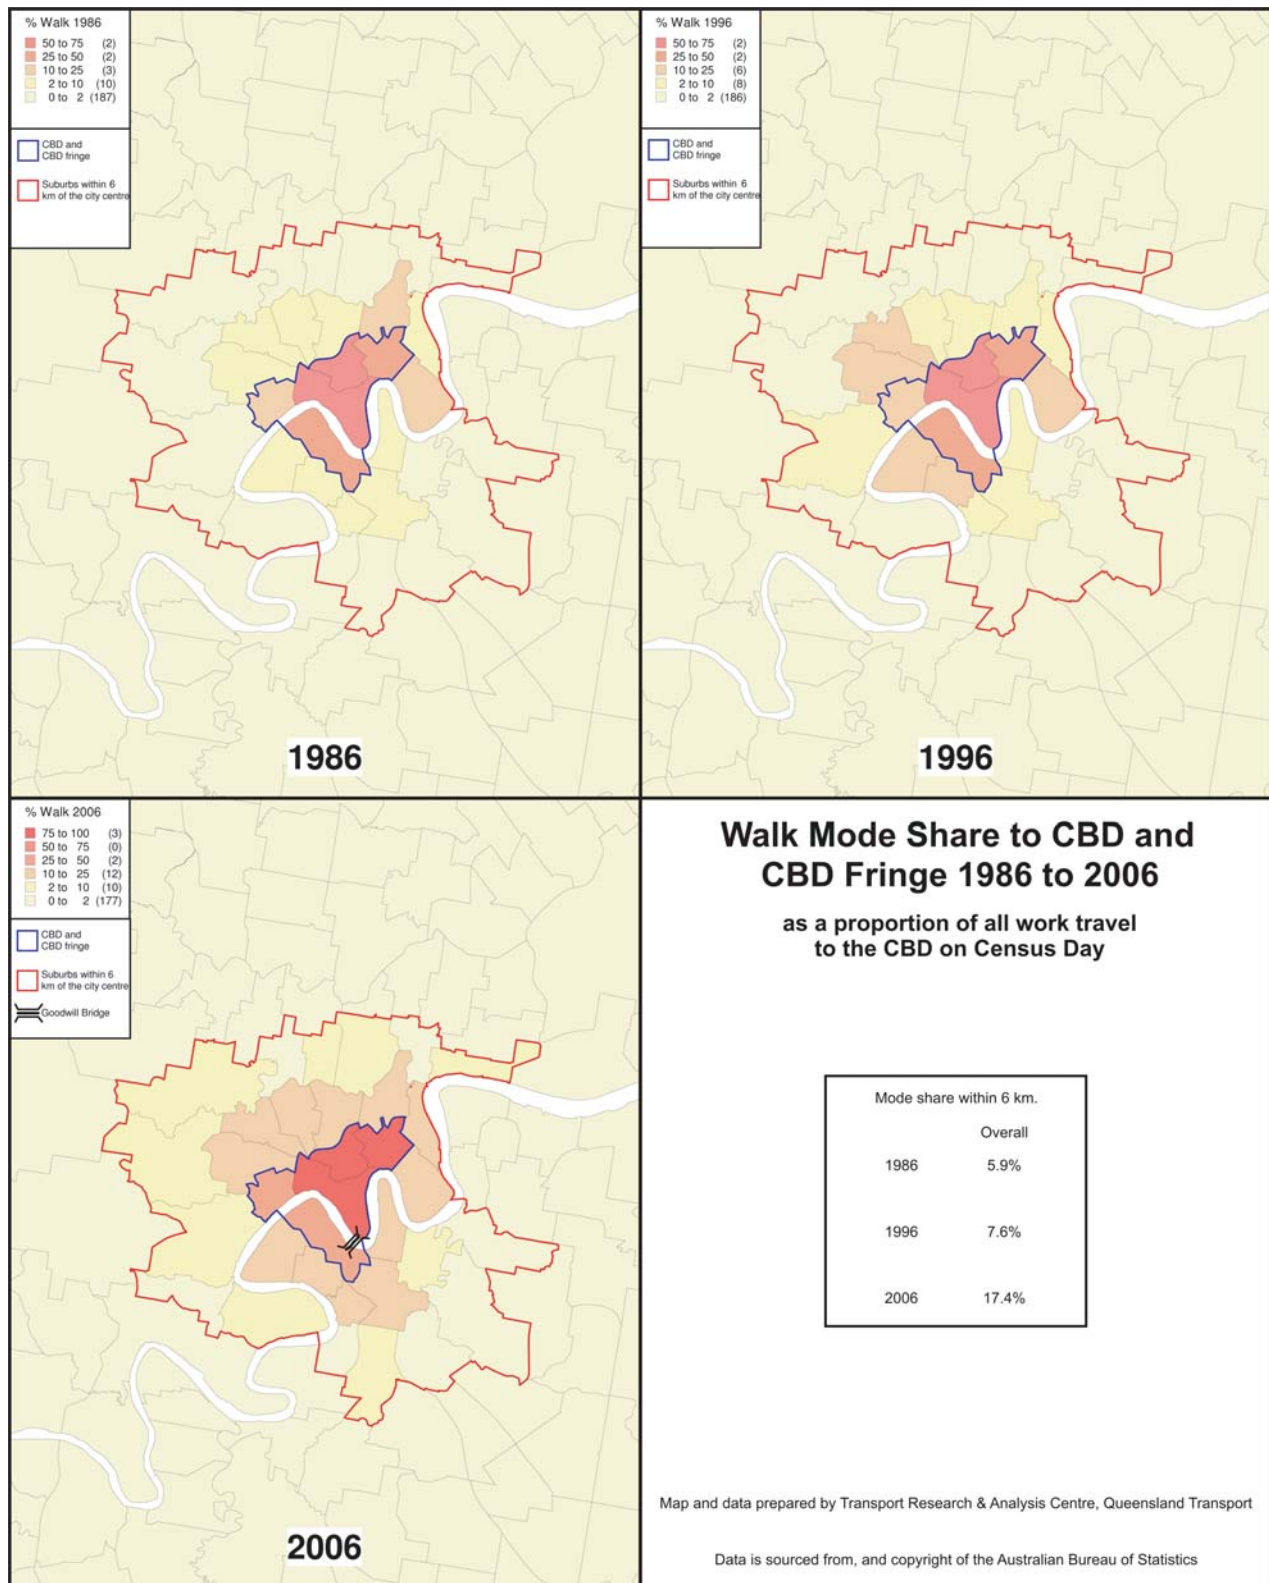 % Walk 1986
50 to 75 (2)
25 to 50 (2)
10 to 25 (3)
2 to 10 (10)
0 to 2 (187)
CBD and
CBD fringe
Suburbs within 6
km of the city centre
1986
% Walk 1996
50 to 75 (2)
25 to 50 (2)
10 to 25 (6)
2 to 10 (8)
0 to 2 (186)
CBD and
CBD fringe
Suburbs within 6
km of the city centre
1996
% Walk 2006
75 to 100 (3)
50 to 75 (0)
25 to 50 (2)
10 to 25 (12)
2 to 10 (10)
0 to 2 (177)
CBD and
CBD fringe
Suburbs within 6
km of the city centre
Goodwill Bridge
2006
Walk Mode Share to CBD and
CBD Fringe 1986 to 2006
as a proportion of all work travel
to the CBD on Census Day
Mode share within 6 km.
Overall
1986 5.9%
1996 7.6%
2006 17.4%
Map and data prepared by Transport Research & Analysis Centre, Queensland Transport
Data is sourced from, and copyright of the Australian Bureau of Statistics